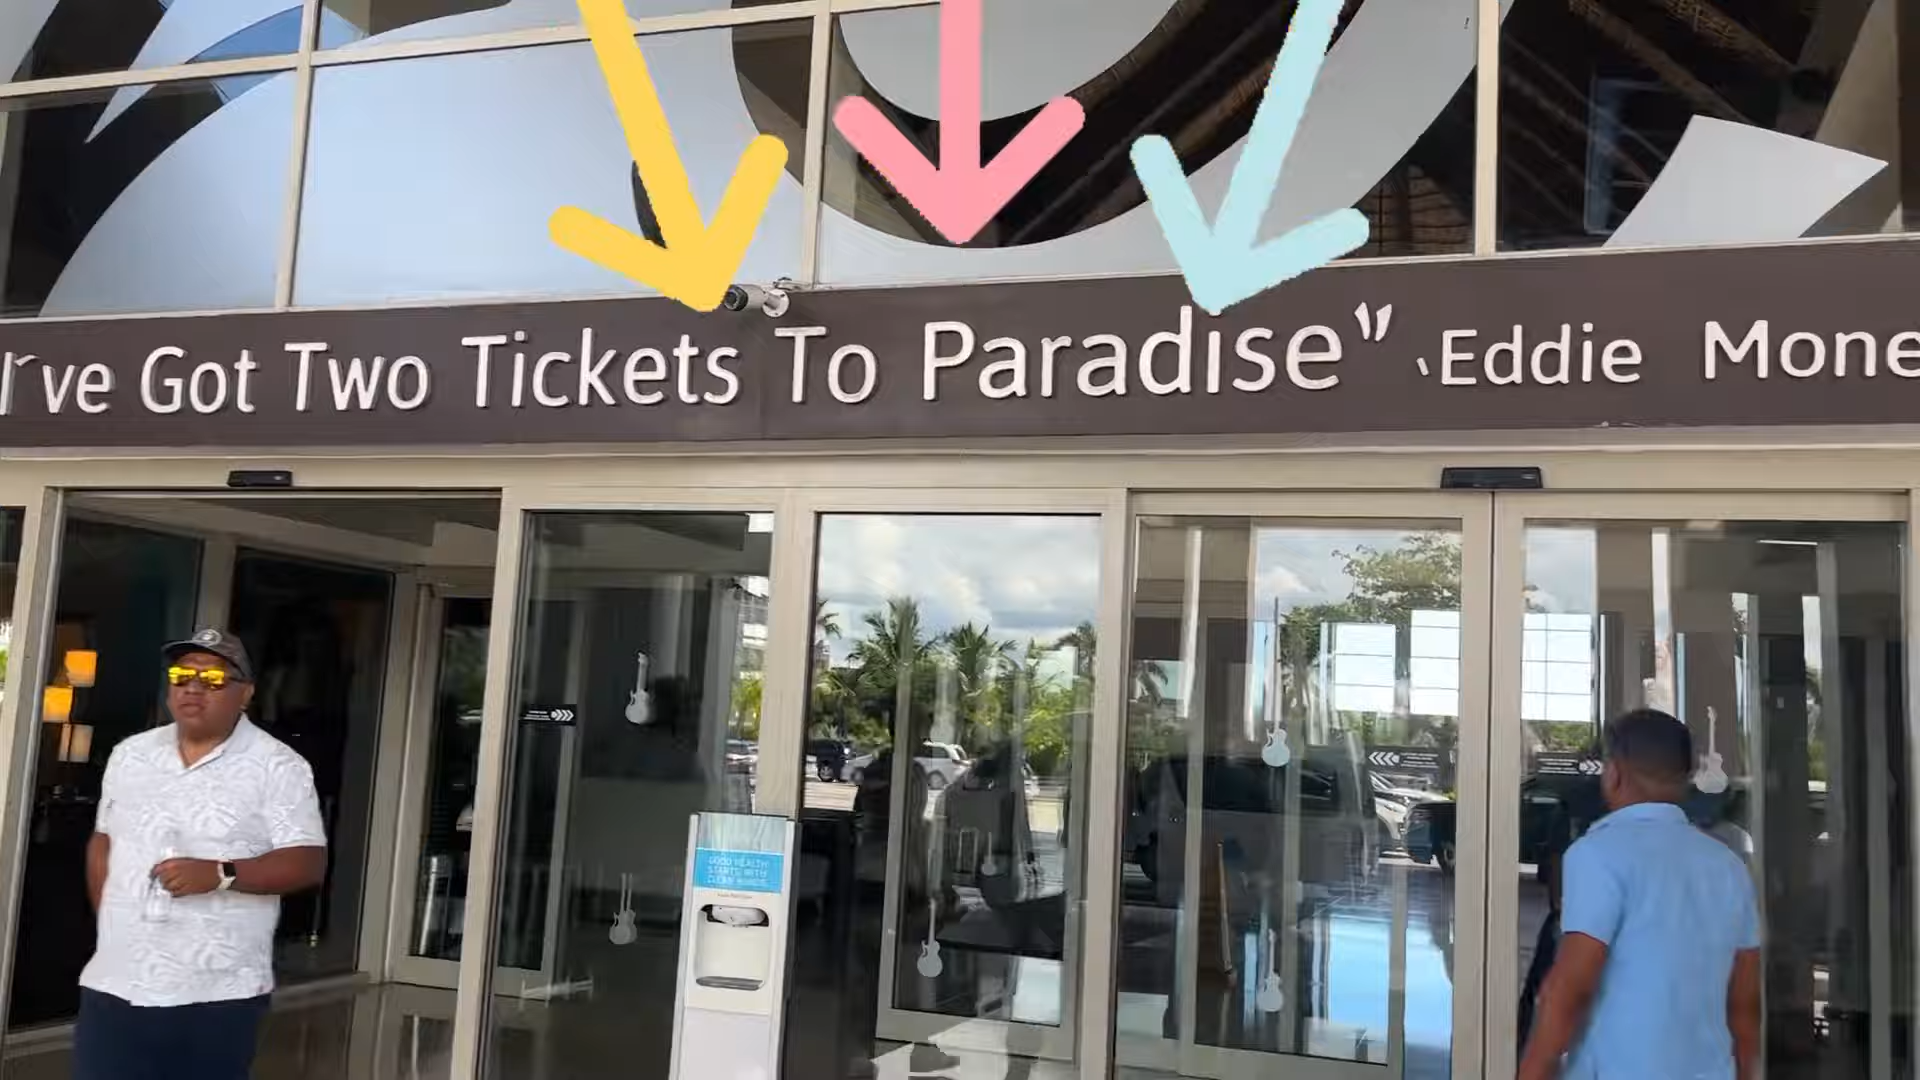 I've Got Two Tickets To Paradise" -Eddie Mone
GOOD HEALTH
STARTS WITH
CLEAN HANDS